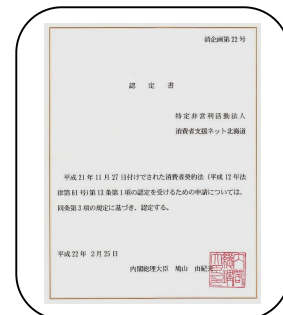 消企画第22号
認定書
特定非営利活動法人
消費者支援ネット北海道
平成21年11月27日付けでされた消費者契約法(平成12年法
律第61号)第13条第1項の認定を受けるための申請については、
同条第3項の規定に基づき、認定する。
平成22年2月25日
内閣総理大臣 鳩山 由紀夫